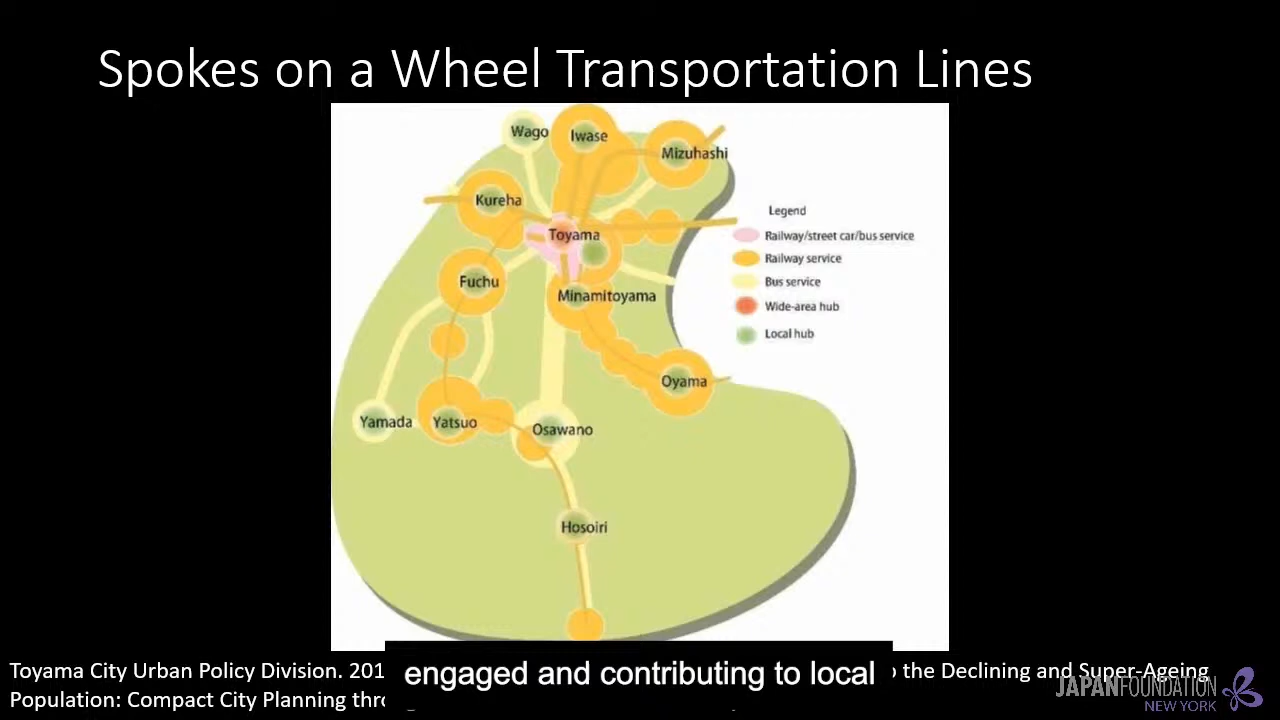 Spokes on a Wheel Transportation Lines
Wago
Iwase
Mizuhashi
Kureha
Toyama
Fuchu
Minamitoyama
Oyama
Yamada
Yatsuo
Osawano
Hosoiri
Legend
Railway/street car/bus service
Railway service
Bus service
Wide-area hub
Local hub
Toyama City Urban Policy Division. 201 the Declining and Super-Ageing
Population: Compact City Planning
engaged and contributing to local
JAPANFOUNDATION
NEW YORK